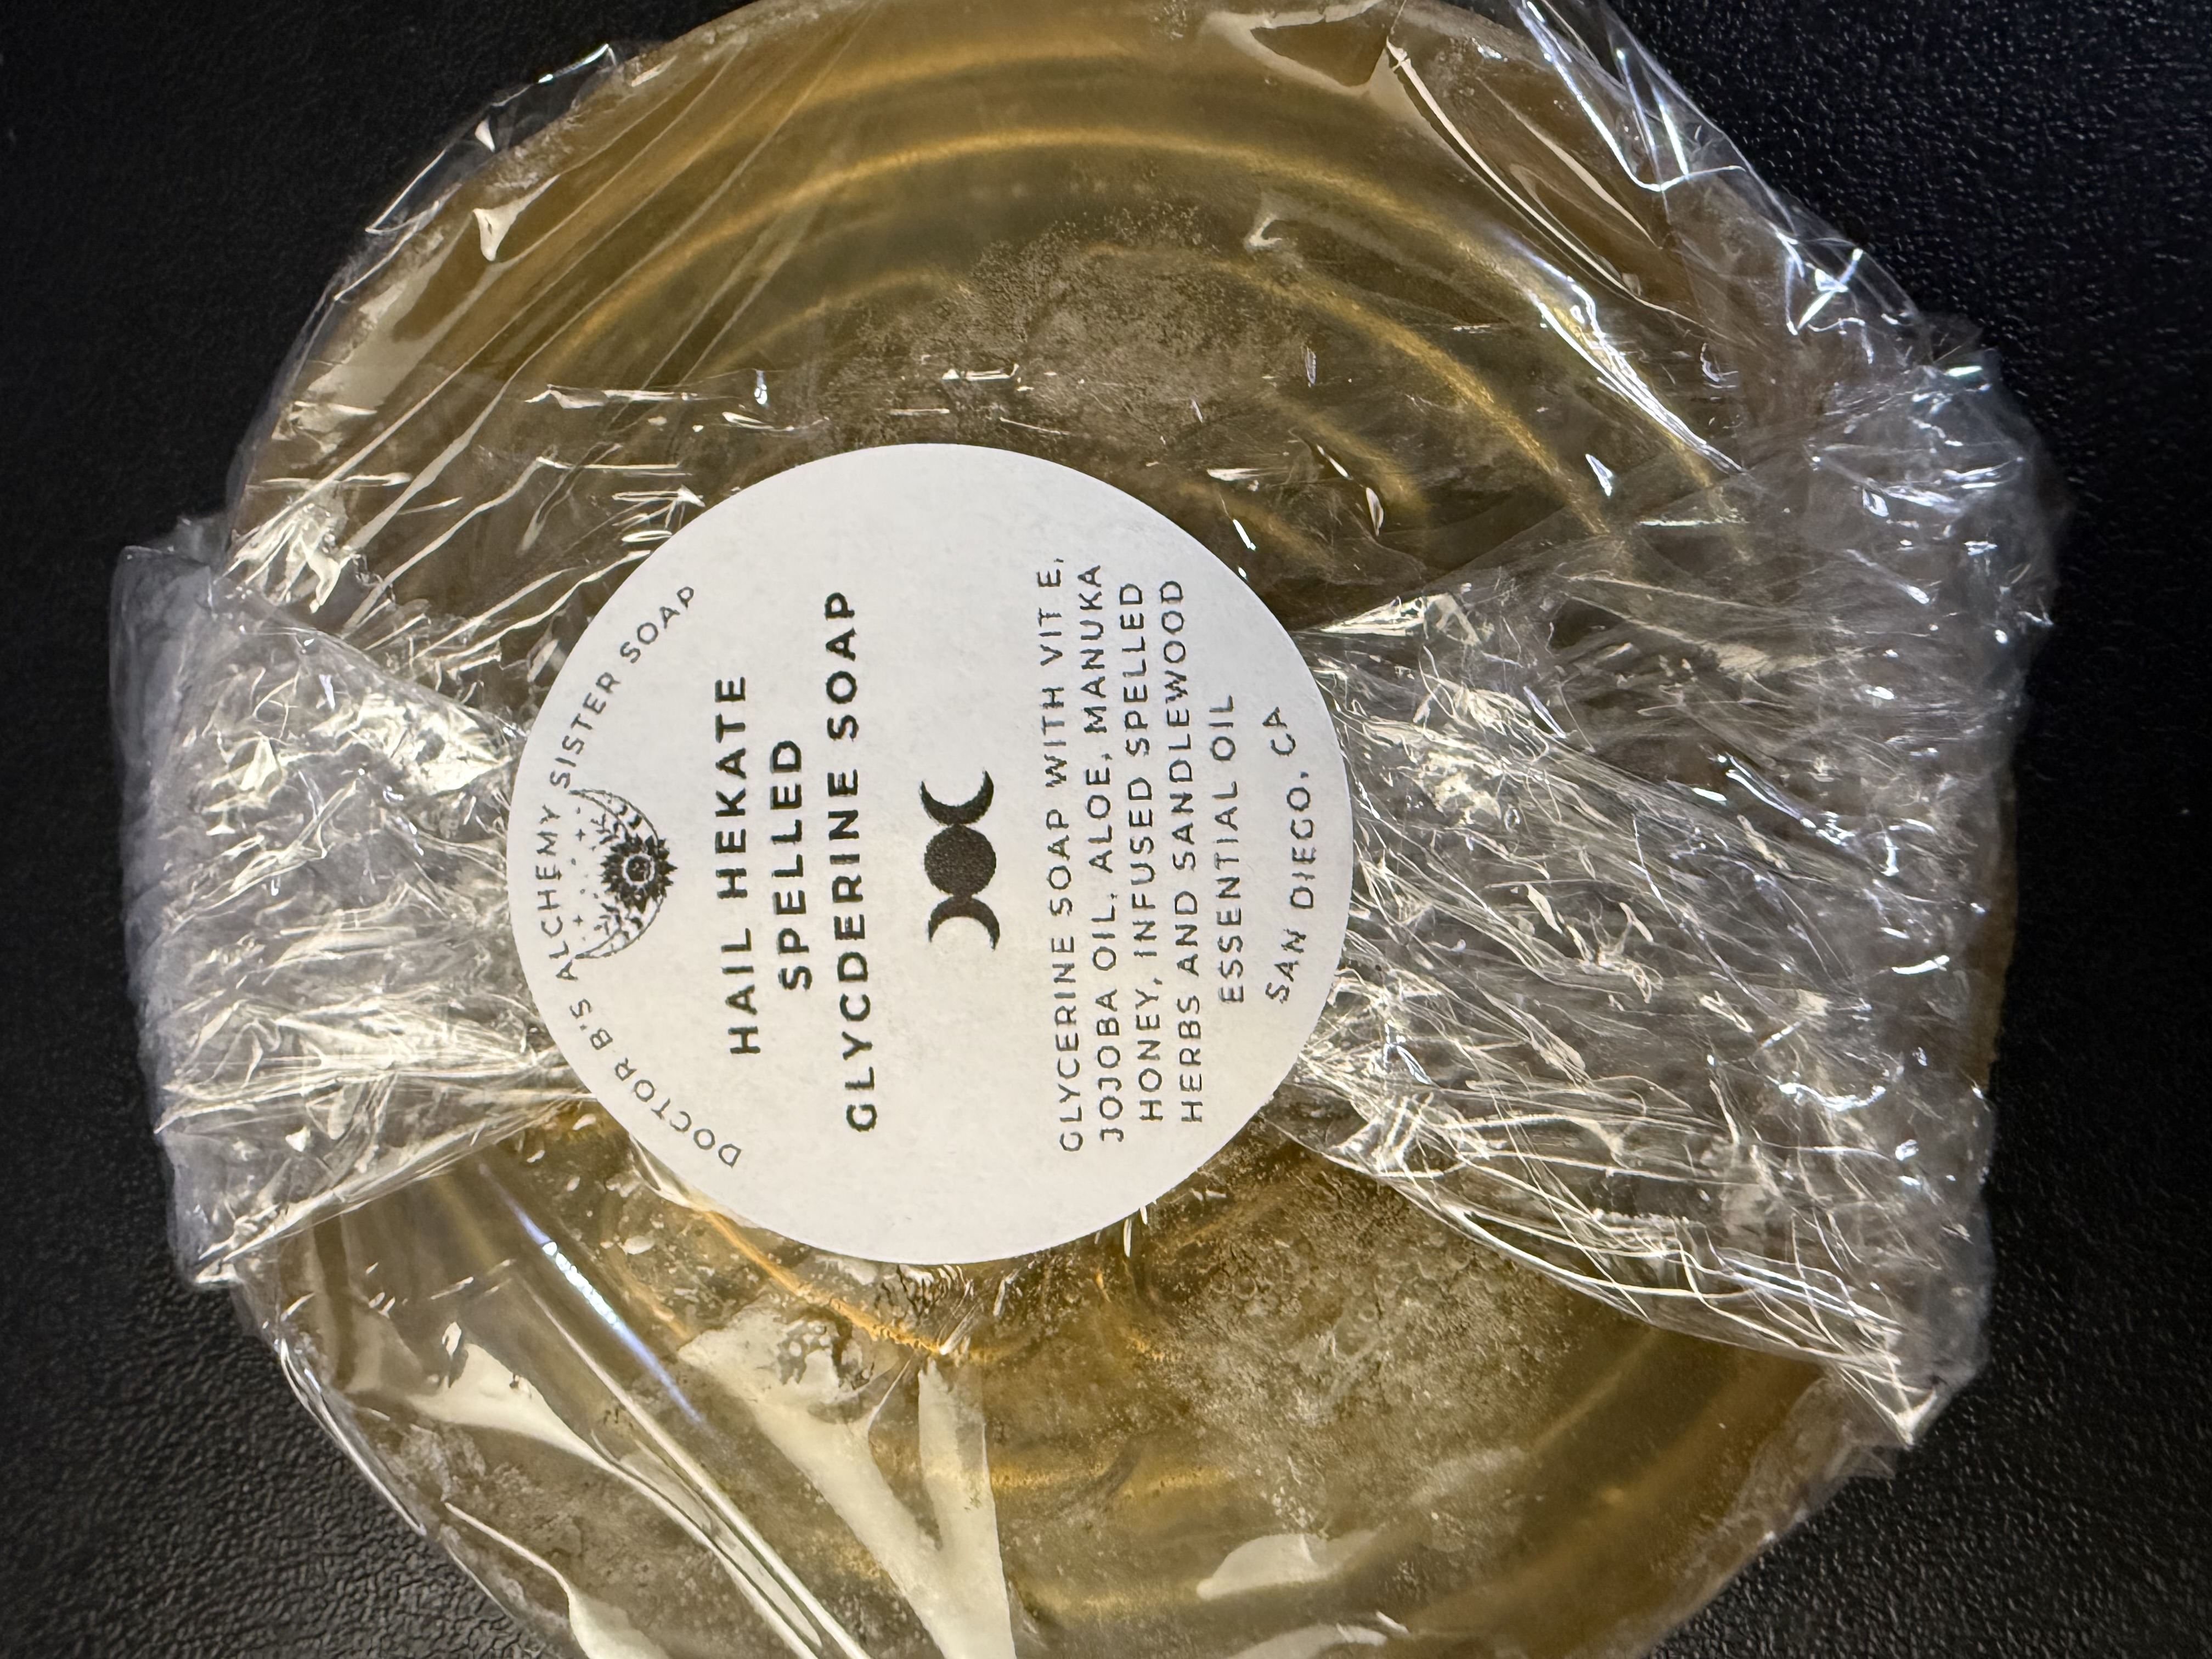 DOCTOR B'S ALCHEMY SISTER SOAP
HAIL HEKATE
SPELLED
GLYCDERINE SOAP
GLYCERINE SOAP WITH VIT E,
JOJOBA OIL, ALOE, MANUKA
HONEY, INFUSED SPELLED
HERBS AND SANDLEWOOD
ESSENTIAL OIL
SAN DIEGO, CA